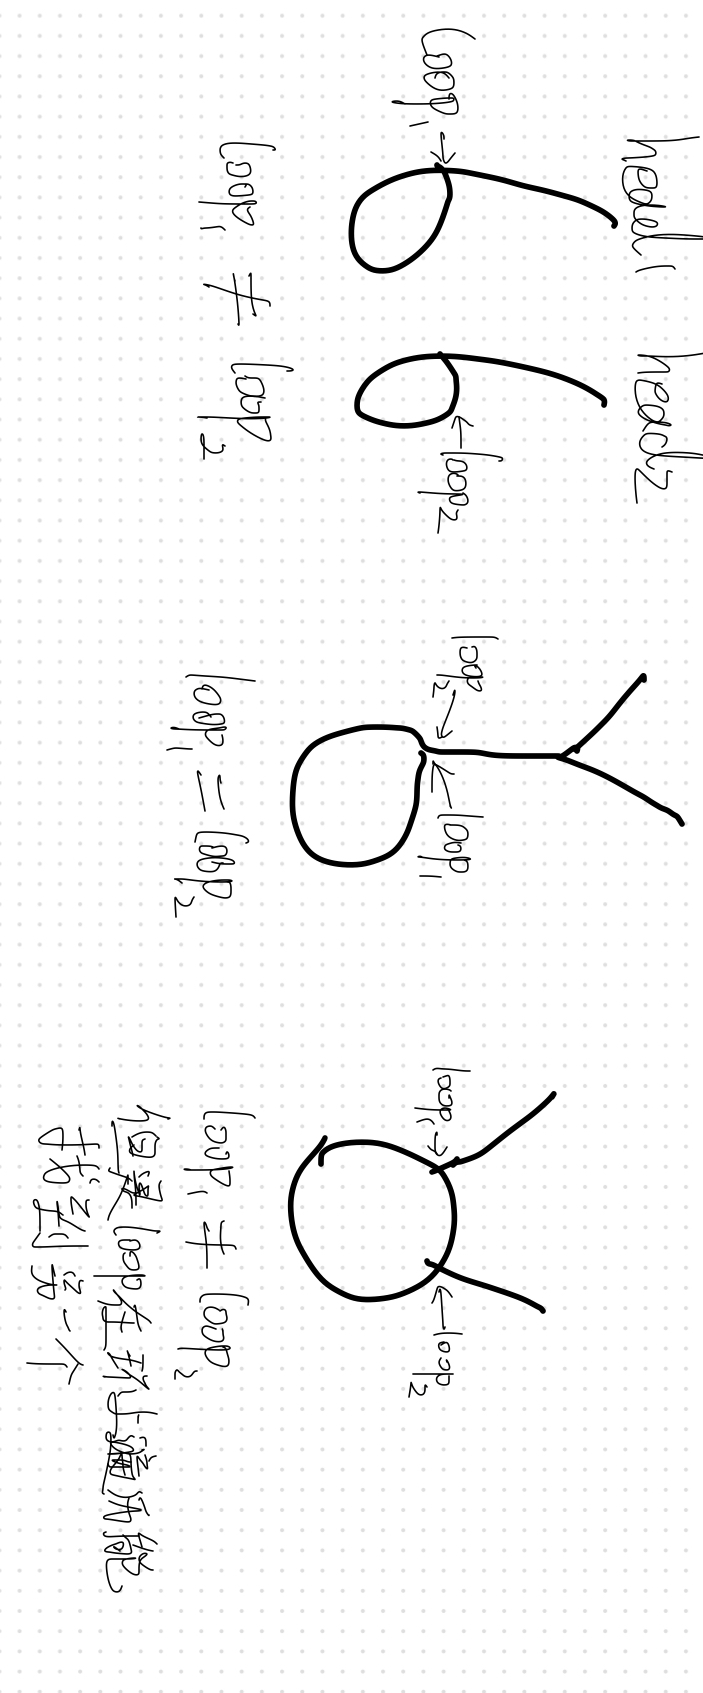 head1 head2
loop1
loop2
loop1 ≠ loop2
loop2
loop1
loop1 = loop2
loop1
loop2
loop1 ≠ loop2
但是loop在环上遍历能
找到另一个